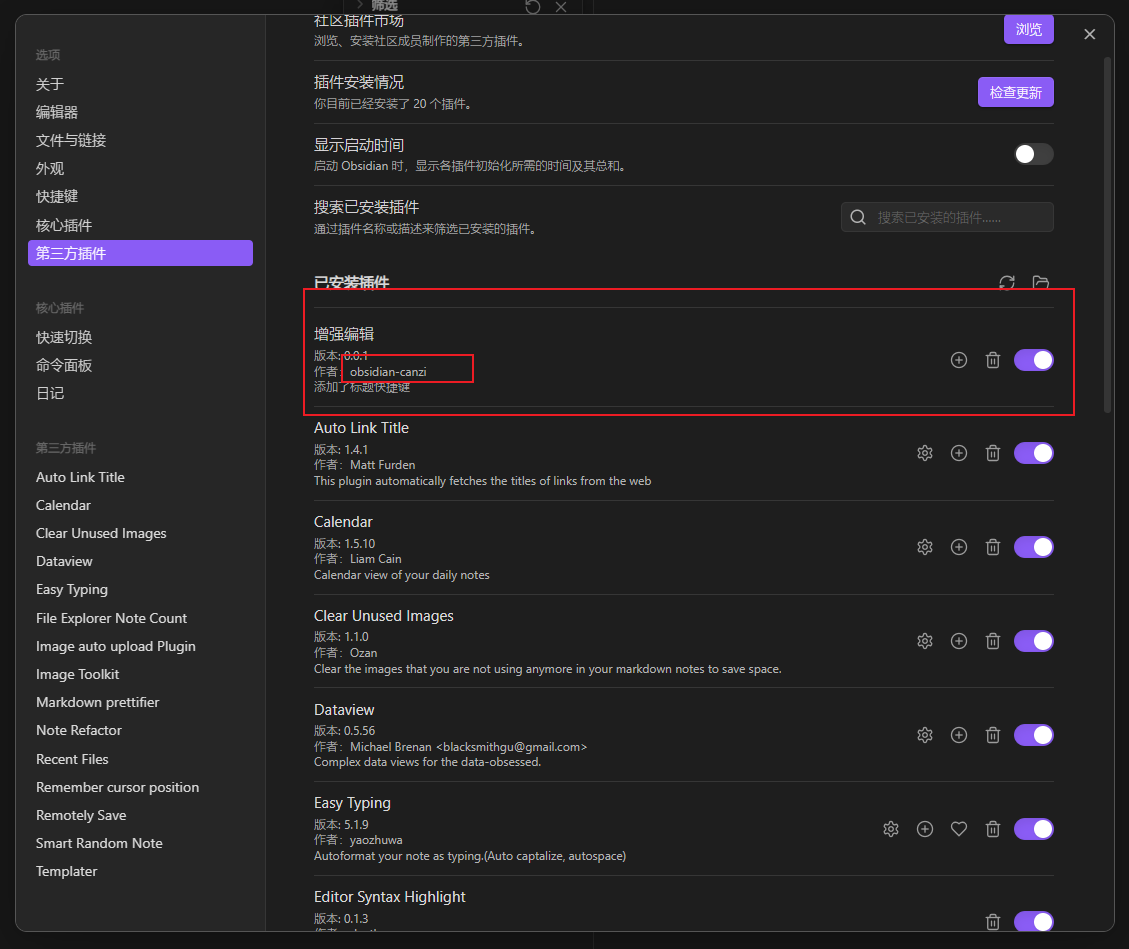 筛选
选项
关于
编辑器
文件与链接
外观
快捷键
核心插件
第三方插件
核心插件
快速切换
命令面板
日记
第三方插件
Auto Link Title
Calendar
Clear Unused Images
Dataview
Easy Typing
File Explorer Note Count
Image auto upload Plugin
Image Toolkit
Markdown prettifier
Note Refactor
Recent Files
Remember cursor position
Remotely Save
Smart Random Note
Templater
社区插件市场
浏览、安装社区成员制作的第三方插件。
浏览
插件安装情况
你目前已经安装了 20 个插件。
检查更新
显示启动时间
启动 Obsidian 时，显示各插件初始化所需的时间及其总和。
搜索已安装插件
通过插件名称或描述来筛选已安装的插件。
搜索已安装的插件......
已安装插件
增强编辑
版本: 0.0.1
作者：obsidian-canzi
添加了标题快捷键
Auto Link Title
版本: 1.4.1
作者：Matt Furden
This plugin automatically fetches the titles of links from the web
Calendar
版本: 1.5.10
作者：Liam Cain
Calendar view of your daily notes
Clear Unused Images
版本: 1.1.0
作者：Ozan
Clear the images that you are not using anymore in your markdown notes to save space.
Dataview
版本: 0.5.56
作者：Michael Brenan <blacksmithgu@gmail.com>
Complex data views for the data-obsessed.
Easy Typing
版本: 5.1.9
作者：yaozhuwa
Autoformat your note as typing.(Auto captalize, autospace)
Editor Syntax Highlight
版本: 0.1.3